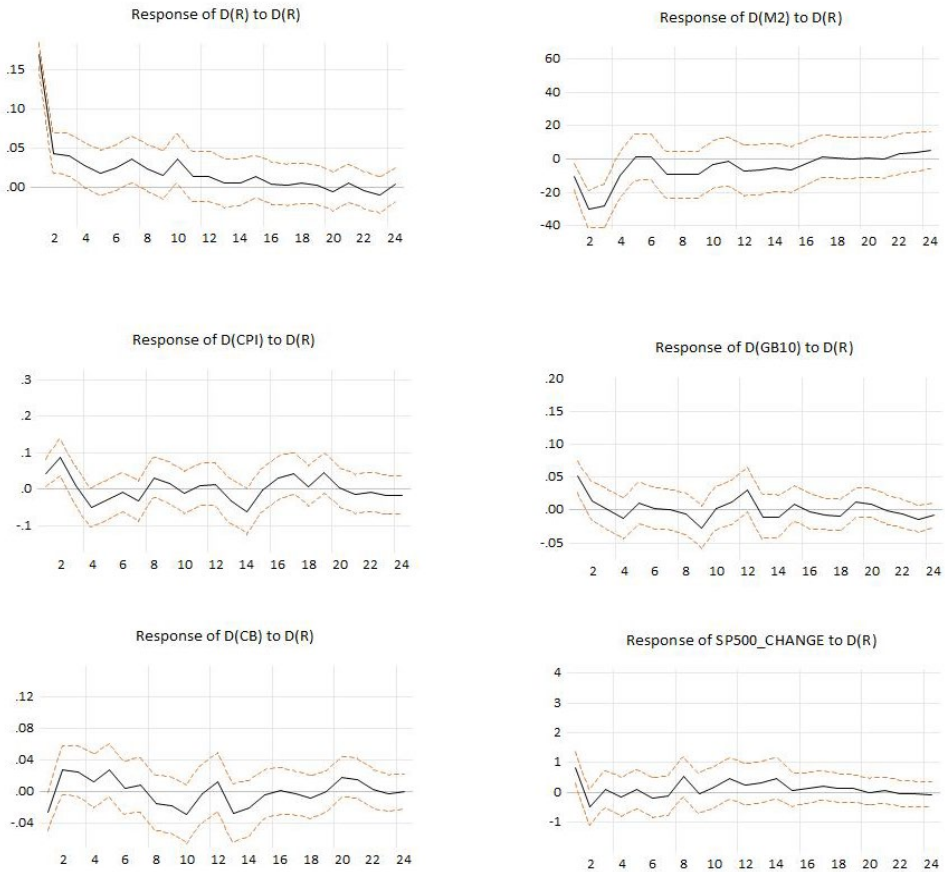 Response of D(R) to D(R)
.15
.10
.05
.00
2 4 6 8 10 12 14 16 18 20 22 24
Response of D(M2) to D(R)
60
40
20
0
-20
-40
2 4 6 8 10 12 14 16 18 20 22 24
Response of D(CPI) to D(R)
.3
.2
.1
.0
-.1
2 4 6 8 10 12 14 16 18 20 22 24
Response of D(GB10) to D(R)
.20
.15
.10
.05
.00
-.05
2 4 6 8 10 12 14 16 18 20 22 24
Response of D(CB) to D(R)
.12
.08
.04
.00
-.04
2 4 6 8 10 12 14 16 18 20 22 24
Response of SP500_CHANGE to D(R)
4
3
2
1
0
-1
2 4 6 8 10 12 14 16 18 20 22 24